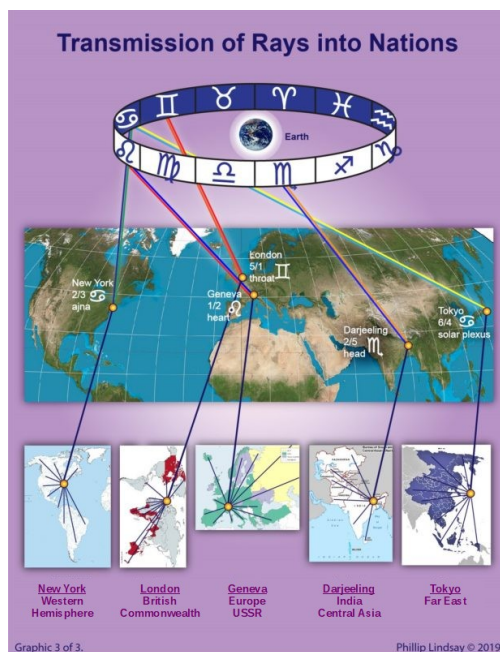 Transmission of Rays into Nations
♊ ♉ ♈ ♓
♋ ♒
Earth
♌ ♍ ♎ ♏ ♐ ♑
London
5/1 ♊
throat
New York
2/3 ♋
ajna
Geneva
1/2 ♌
heart
Darjeeling
2/5 ♏
head
Tokyo
6/4 ♋
solar plexus
INDIA
New York
Western
Hemisphere
London
British
Commonwealth
Geneva
Europe
USSR
Darjeeling
India
Central Asia
Tokyo
Far East
Graphic 3 of 3.
Phillip Lindsay © 2019